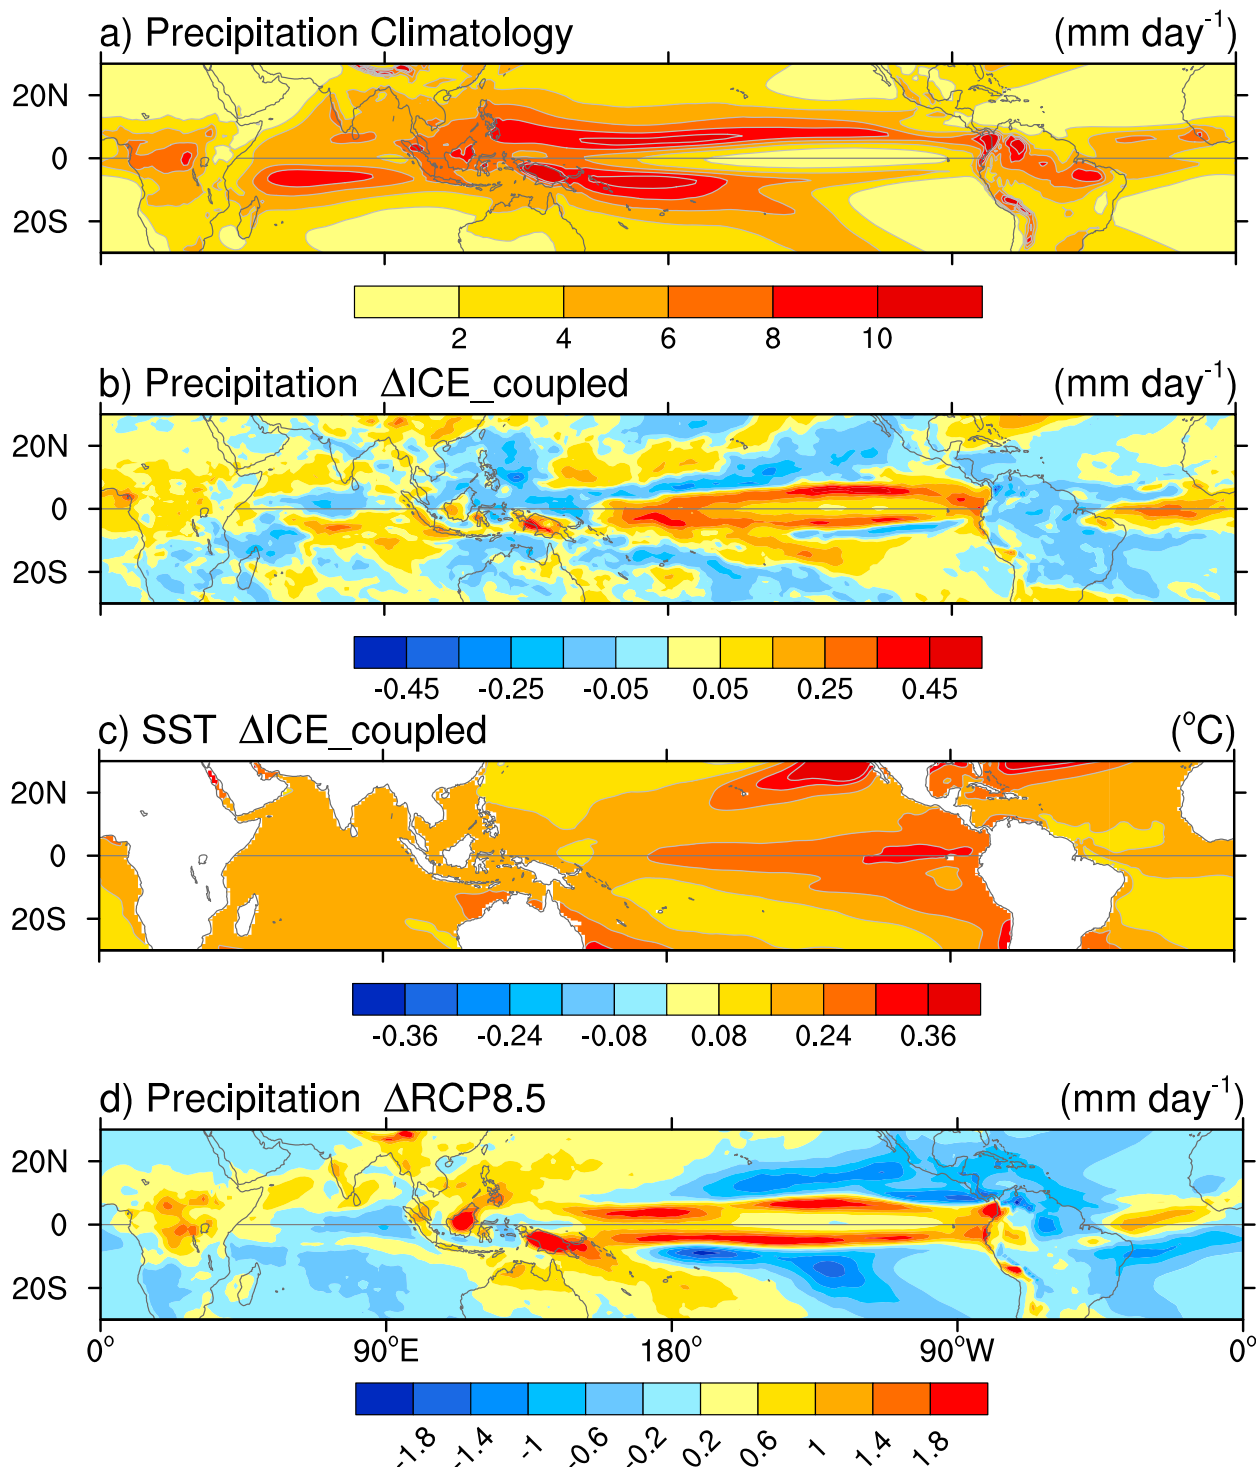 a) Precipitation Climatology (mm day⁻¹)
20N
0
20S
2 4 6 8 10
b) Precipitation ΔICE_coupled (mm day⁻¹)
20N
0
20S
-0.45 -0.25 -0.05 0.05 0.25 0.45
c) SST ΔICE_coupled (°C)
20N
0
20S
-0.36 -0.24 -0.08 0.08 0.24 0.36
d) Precipitation ΔRCP8.5 (mm day⁻¹)
20N
0
20S
0° 90°E 180° 90°W 0°
-1.8 -1.4 -1 -0.6 -0.2 0.2 0.6 1 1.4 1.8